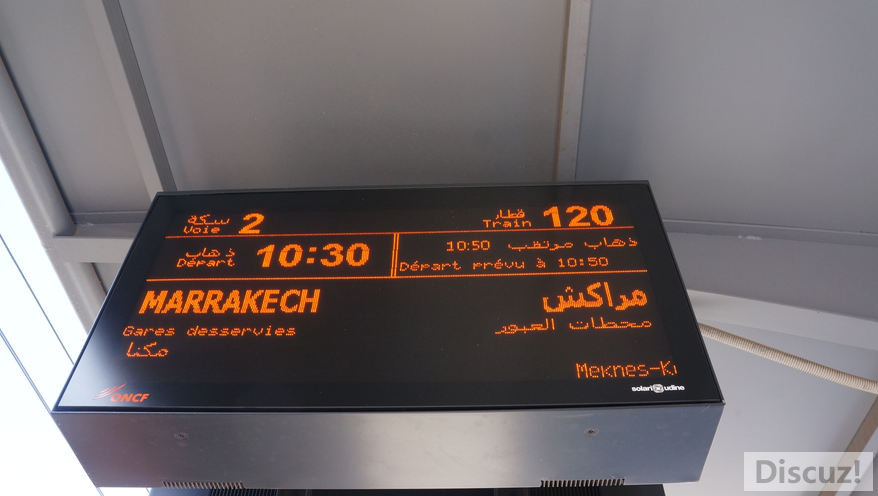 سكة 2 قطار 120
Voie Train
ذهاب 10:30 ذهاب مرتقب 10:50
Départ Départ prévu à 10:50
MARRAKECH مراكش
Gares desservies محطات العبور
مكنا
Meknes-Ki
ONCF solari udine
Discuz!